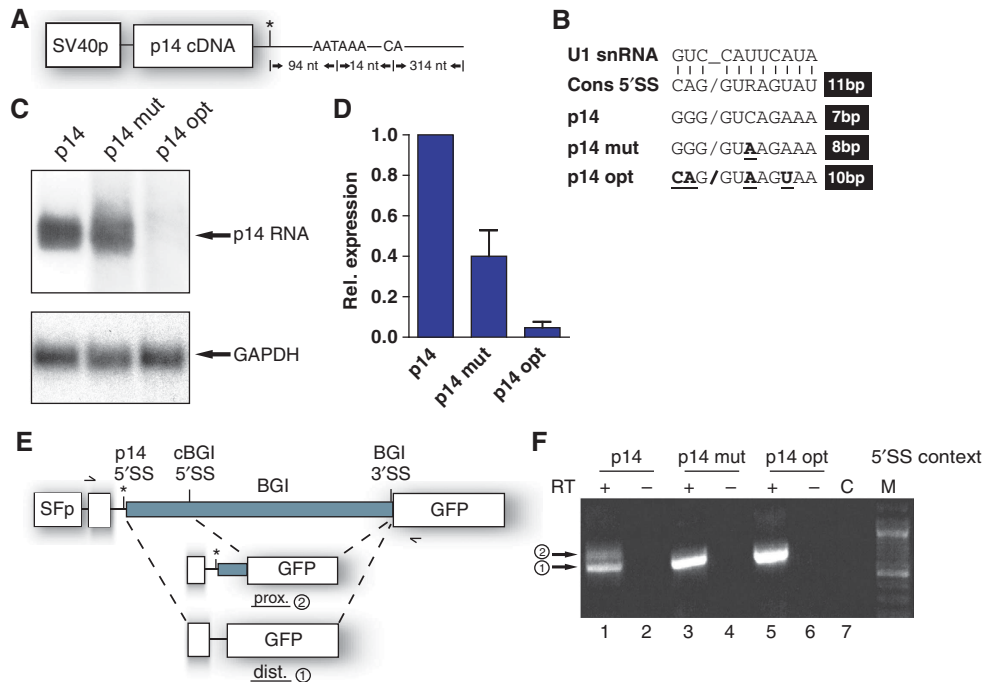 A
SV40p
p14 cDNA
*
AATAAA—CA
94 nt
14 nt
314 nt
B
U1 snRNA GUC_CAUUCAUA
Cons 5′SS CAG/GURAGUAU 11bp
p14 GGG/GUCAGAAA 7bp
p14 mut GGG/GUAAGAAA 8bp
p14 opt CAG/GUAAGUAA 10bp
C
p14
p14 mut
p14 opt
p14 RNA
GAPDH
D
Rel. expression
1.0
0.8
0.6
0.4
0.2
0.0
p14
p14 mut
p14 opt
E
p14 5′SS
cBGI 5′SS
BGI 3′SS
*
BGI
SFp
GFP
*
GFP
prox. ②
GFP
dist. ①
F
p14 p14 mut p14 opt 5′SS context
RT + – + – + – C M
②
①
1 2 3 4 5 6 7